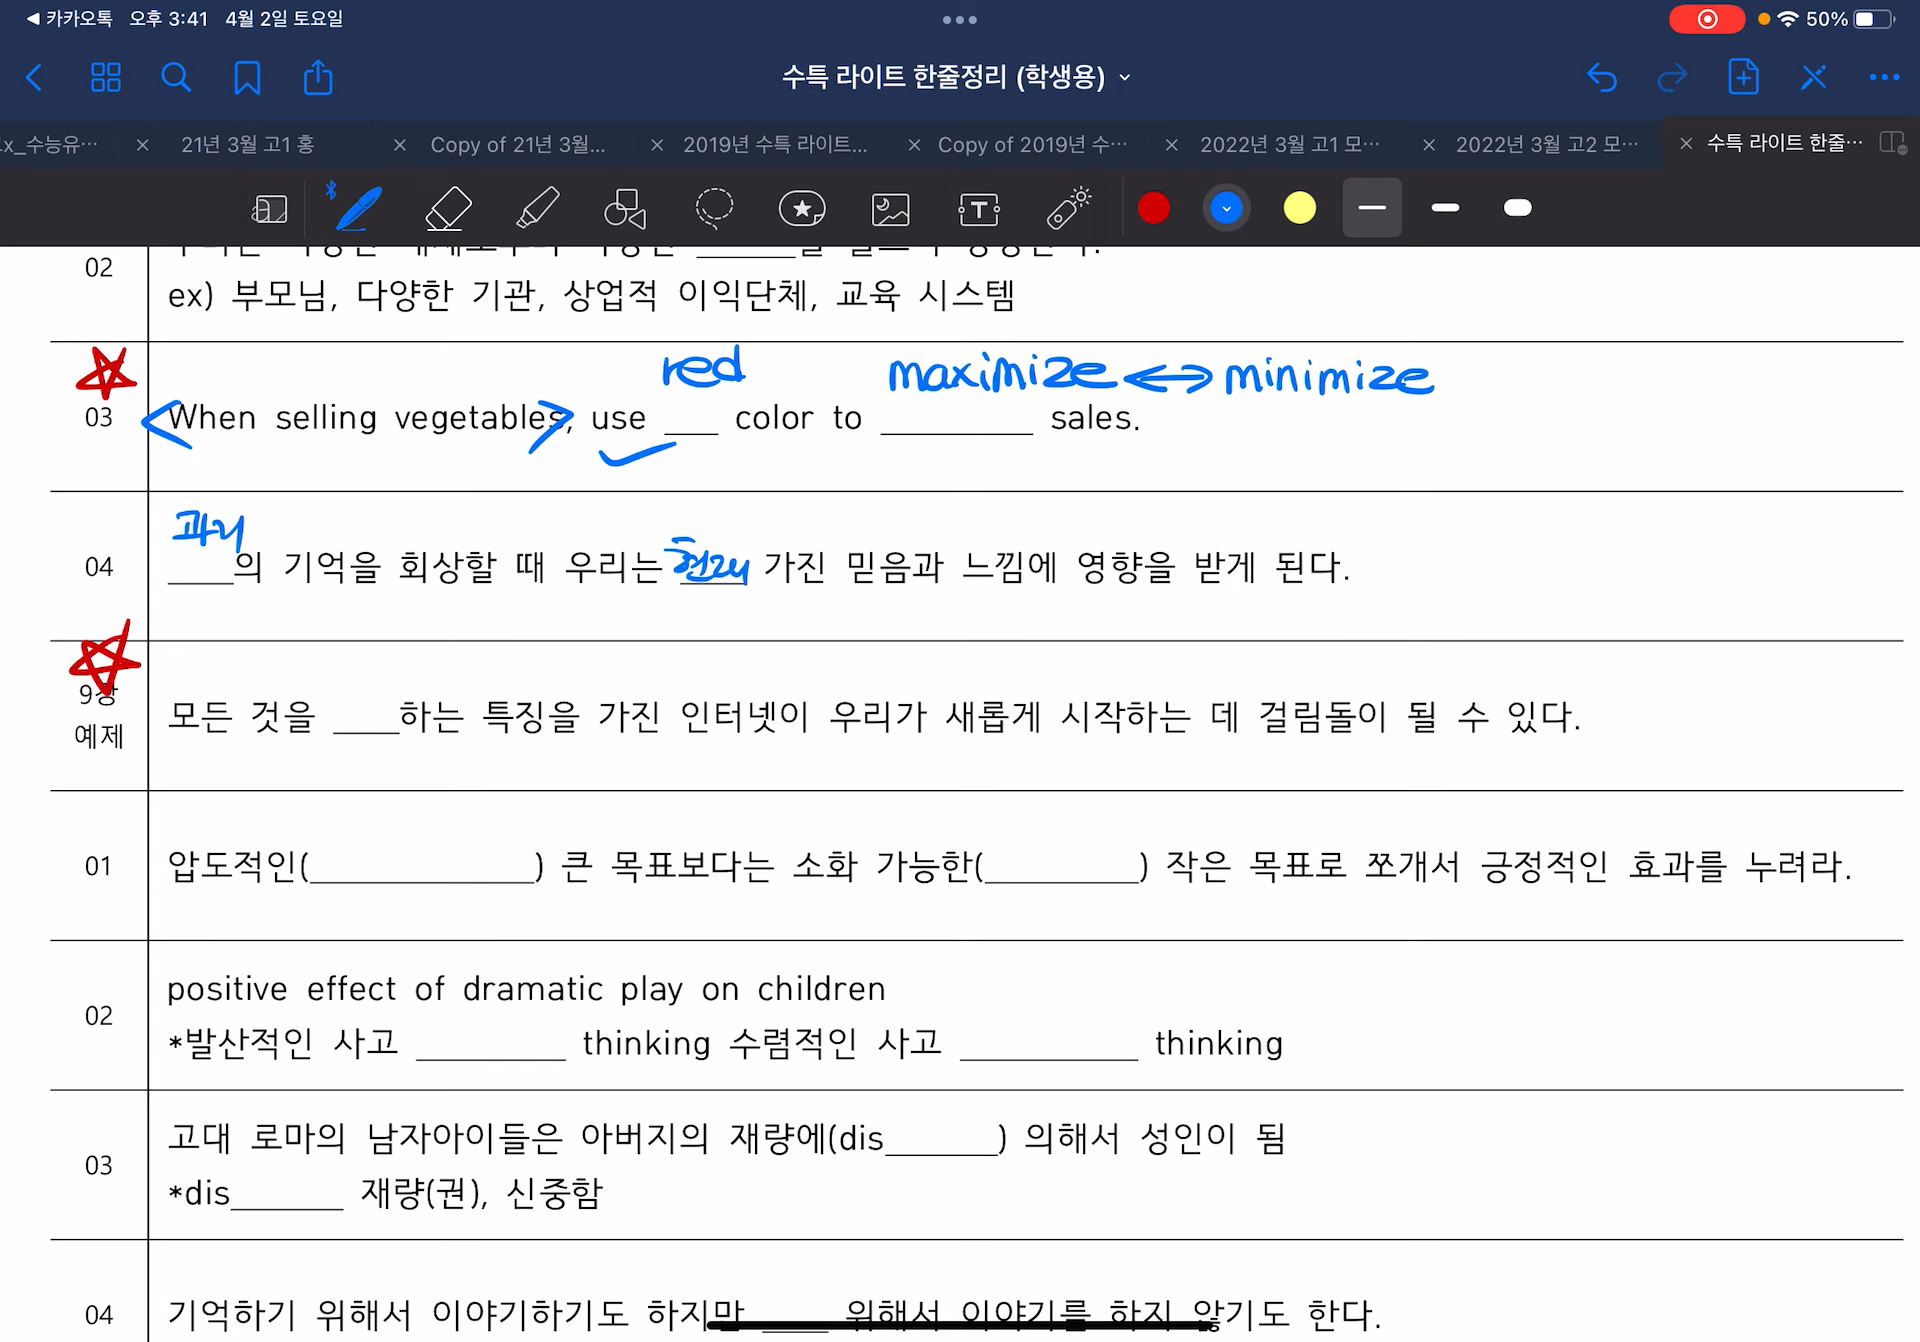 카카오톡 오후 3:41 4월 2일 토요일 50%
수특 라이트 한줄정리 (학생용)
x_수능유… 21년 3월 고1 홍 Copy of 21년 3월... 2019년 수특 라이트... Copy of 2019년 수… 2022년 3월 고1 모… 2022년 3월 고2 모… 수특 라이트 한줄…
02
ex) 부모님, 다양한 기관, 상업적 이익단체, 교육 시스템
red maximize ↔ minimize
03 <When selling vegetables>, use ___ color to ________ sales.
과거
04 ____의 기억을 회상할 때 우리는 현재 가진 믿음과 느낌에 영향을 받게 된다.
9강
예제 모든 것을 ____하는 특징을 가진 인터넷이 우리가 새롭게 시작하는 데 걸림돌이 될 수 있다.
01 압도적인(____________) 큰 목표보다는 소화 가능한(________) 작은 목표로 쪼개서 긍정적인 효과를 누려라.
02 positive effect of dramatic play on children
*발산적인 사고 ________ thinking 수렴적인 사고 _________ thinking
03 고대 로마의 남자아이들은 아버지의 재량에(dis______) 의해서 성인이 됨
*dis______ 재량(권), 신중함
04 기억하기 위해서 이야기하기도 하지만 ____ 위해서 이야기를 하지 않기도 한다.